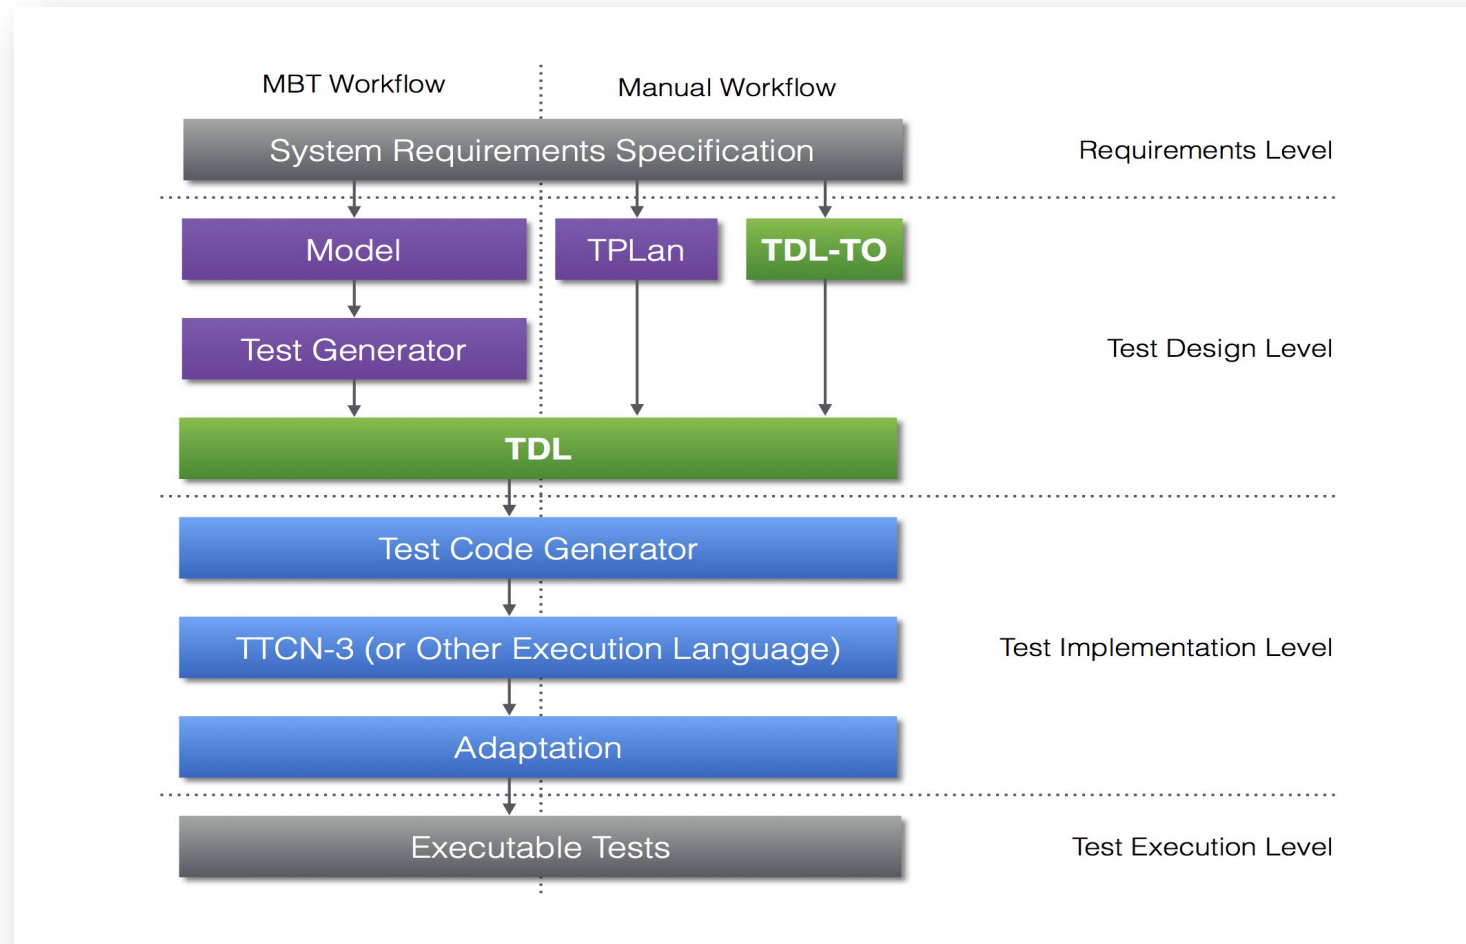 MBT Workflow
Manual Workflow
System Requirements Specification
Requirements Level
Model
TPLan
TDL-TO
Test Generator
Test Design Level
TDL
Test Code Generator
TTCN-3 (or Other Execution Language)
Test Implementation Level
Adaptation
Executable Tests
Test Execution Level